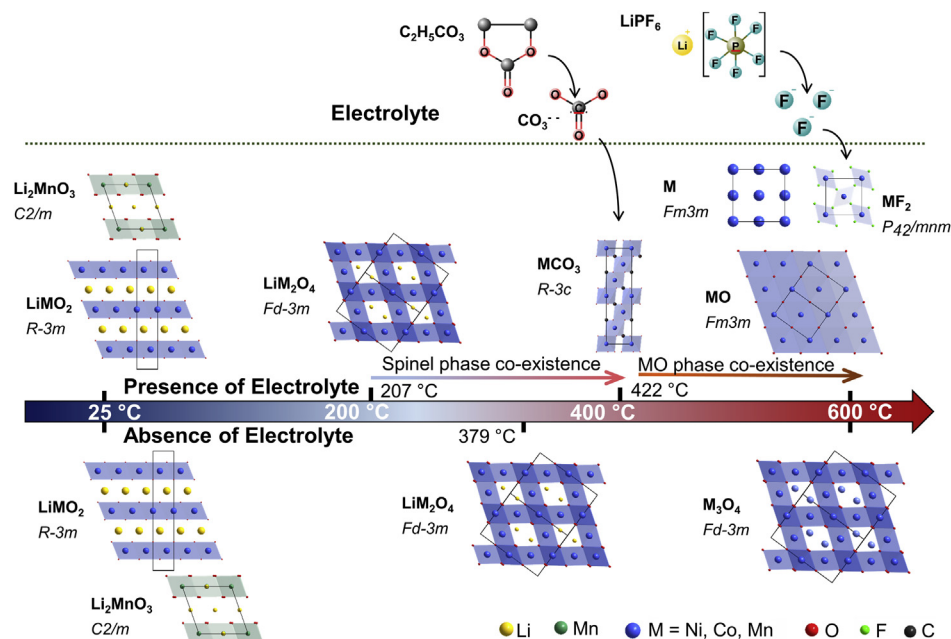 C₂H₅CO₃
O O
O
LiPF₆
Li⁺
F
F F
P
F F
F
O O
C
CO₃⁻⁻
O
F⁻ F⁻
F⁻
Electrolyte
Li₂MnO₃
C2/m
LiMO₂
R-3m
LiM₂O₄
Fd-3m
MCO₃
R-3c
M
Fm3m
MF₂
P₄₂/mnm
MO
Fm3m
Spinel phase co-existence
MO phase co-existence
Presence of Electrolyte
207 °C
422 °C
25 °C
200 °C
400 °C
600 °C
Absence of Electrolyte
379 °C
LiMO₂
R-3m
LiM₂O₄
Fd-3m
M₃O₄
Fd-3m
Li₂MnO₃
C2/m
Li
Mn
M = Ni, Co, Mn
O
F
C